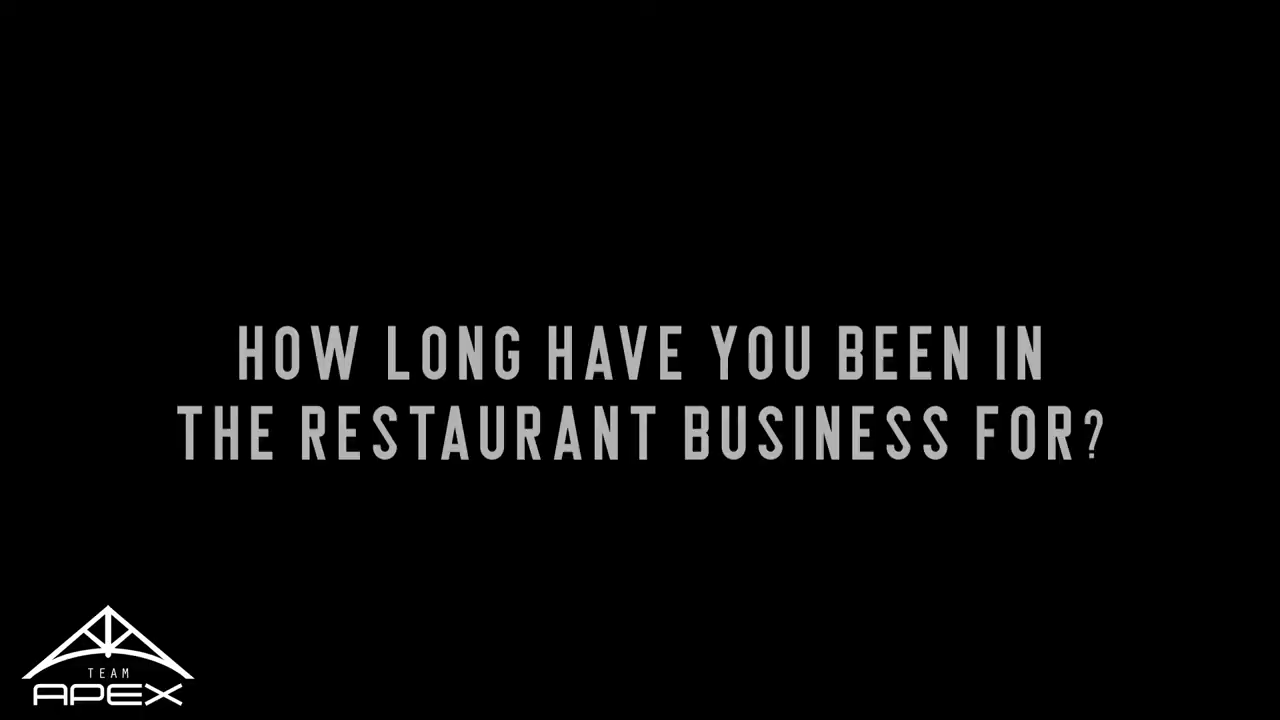 HOW LONG HAVE YOU BEEN IN
THE RESTAURANT BUSINESS FOR?
TEAM
APEX